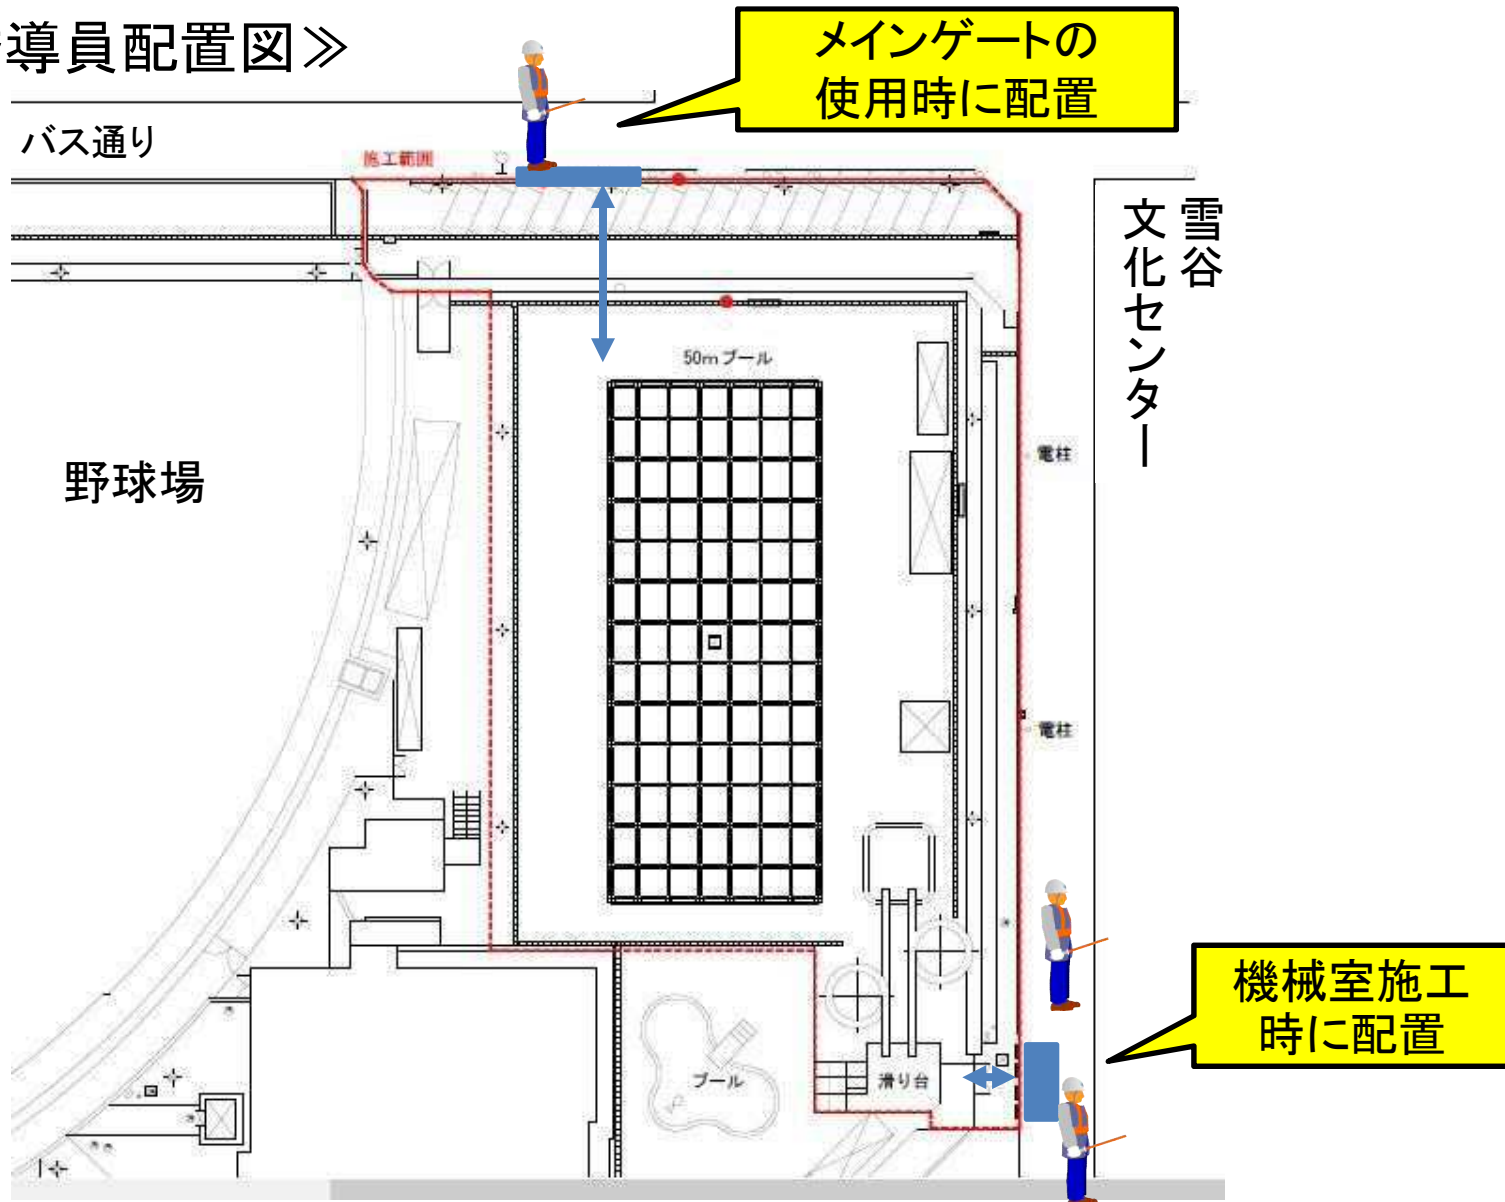 導員配置図≫
メインゲートの
使用時に配置
バス通り
施工範囲
雪谷
文化センター
50mプール
電柱
野球場
電柱
機械室施工
時に配置
プール
滑り台